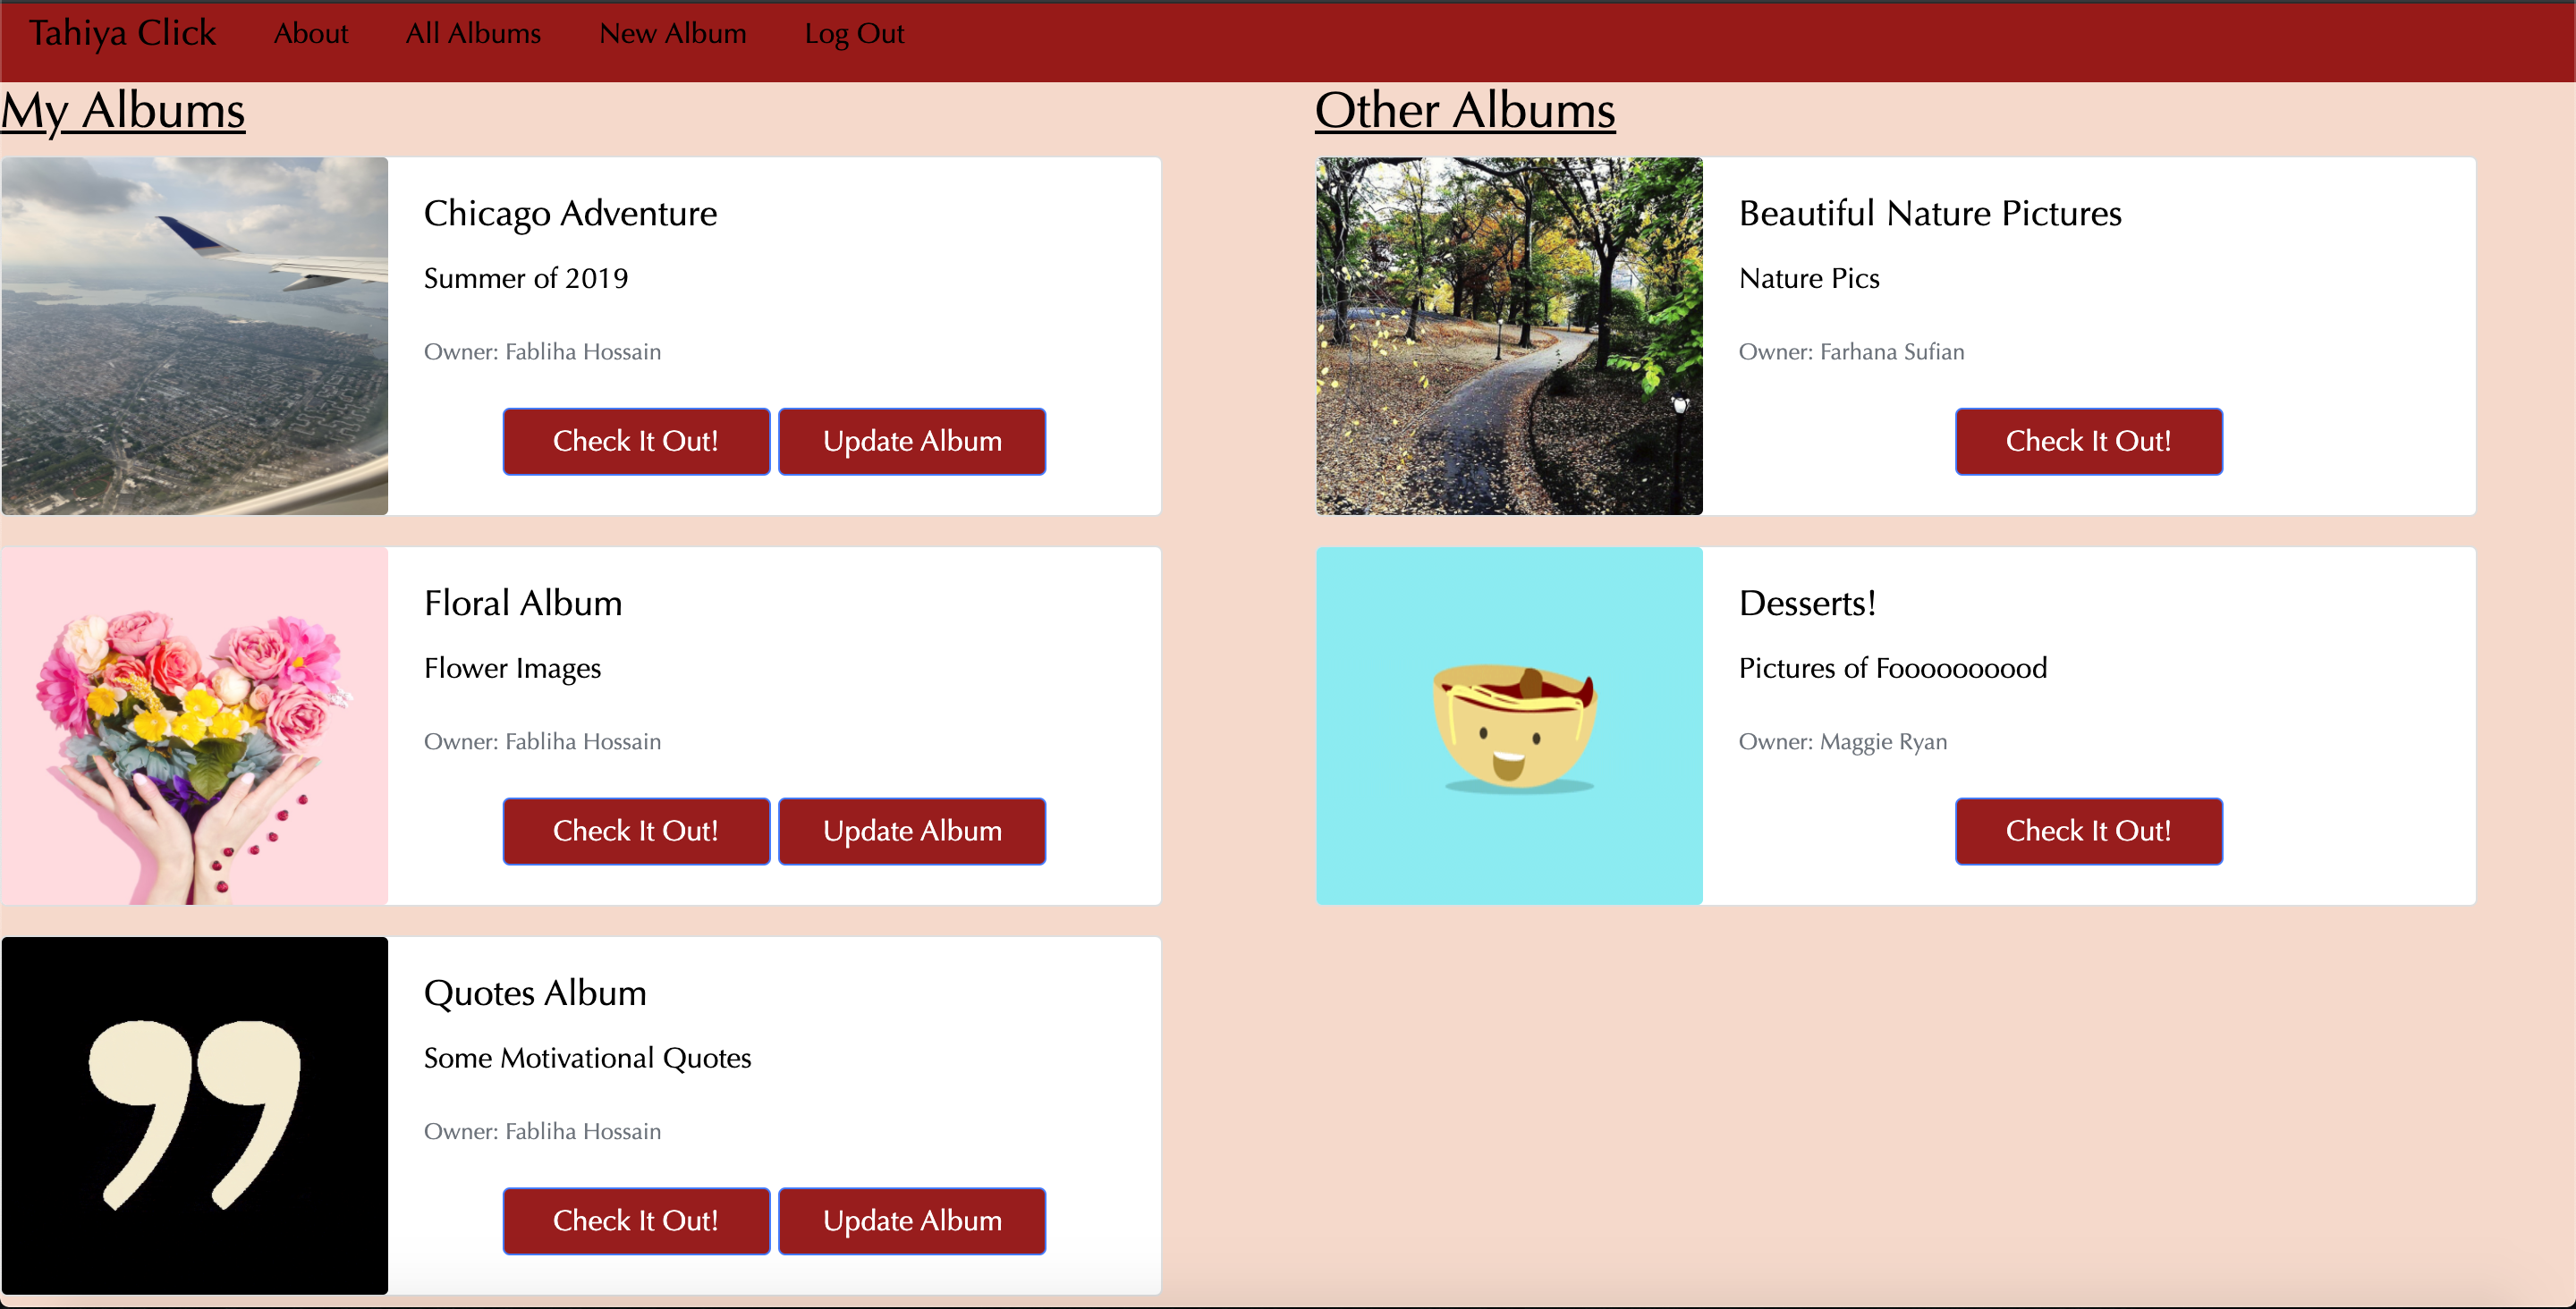 Tahiya Click About All Albums New Album Log Out
My Albums
Chicago Adventure
Summer of 2019
Owner: Fabliha Hossain
Check It Out! Update Album
Floral Album
Flower Images
Owner: Fabliha Hossain
Check It Out! Update Album
Quotes Album
Some Motivational Quotes
Owner: Fabliha Hossain
Check It Out! Update Album
Other Albums
Beautiful Nature Pictures
Nature Pics
Owner: Farhana Sufian
Check It Out!
Desserts!
Pictures of Foooooooood
Owner: Maggie Ryan
Check It Out!